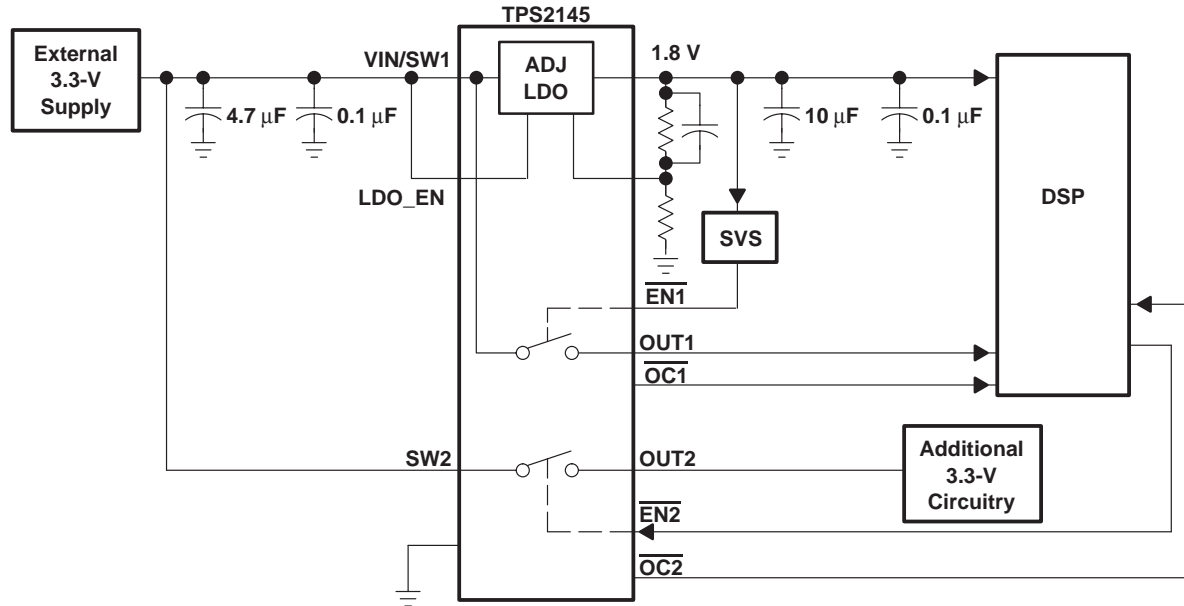 TPS2145
External
3.3-V
Supply
VIN/SW1
ADJ
LDO
1.8 V
4.7 μF
0.1 μF
10 μF
0.1 μF
LDO_EN
SVS
DSP
EN1
OUT1
OC1
SW2
OUT2
Additional
3.3-V
Circuitry
EN2
OC2